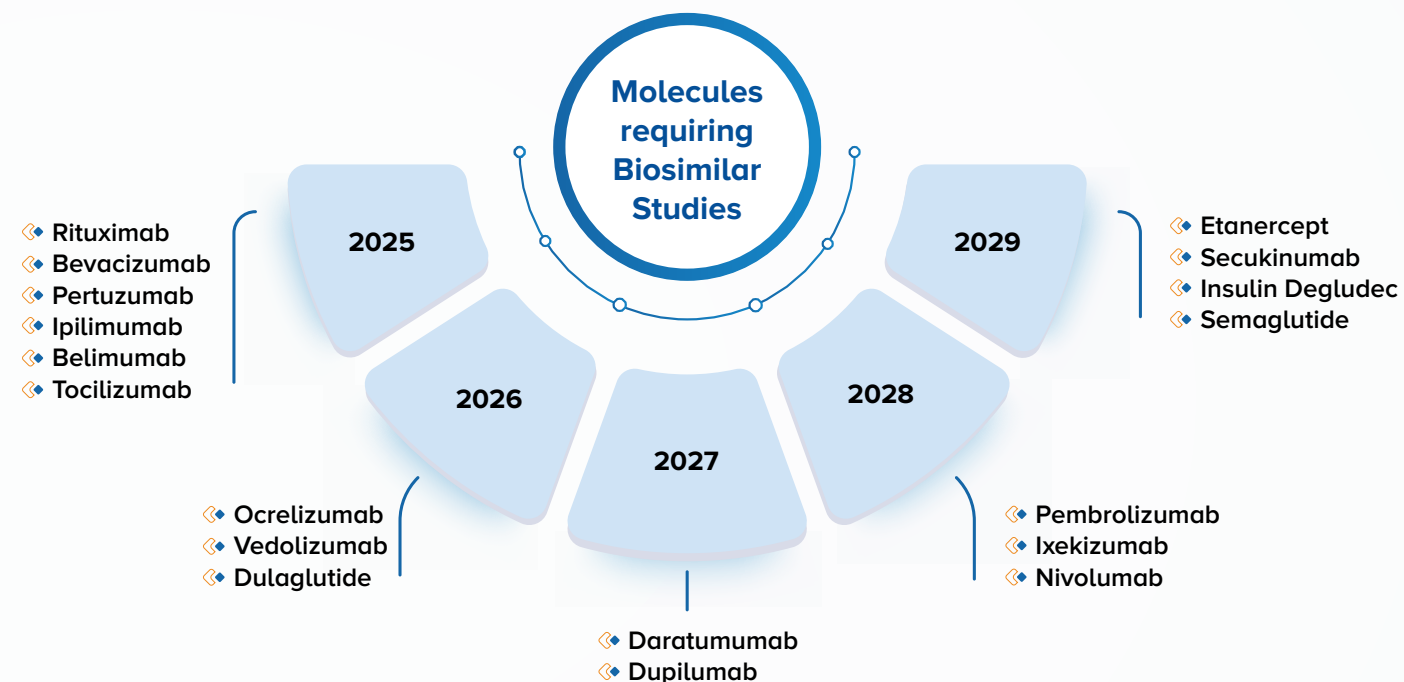 Molecules
requiring
Biosimilar
Studies
2025
Rituximab
Bevacizumab
Pertuzumab
Ipilimumab
Belimumab
Tocilizumab
2026
Ocrelizumab
Vedolizumab
Dulaglutide
2027
Daratumumab
Dupilumab
2028
Pembrolizumab
Ixekizumab
Nivolumab
2029
Etanercept
Secukinumab
Insulin Degludec
Semaglutide